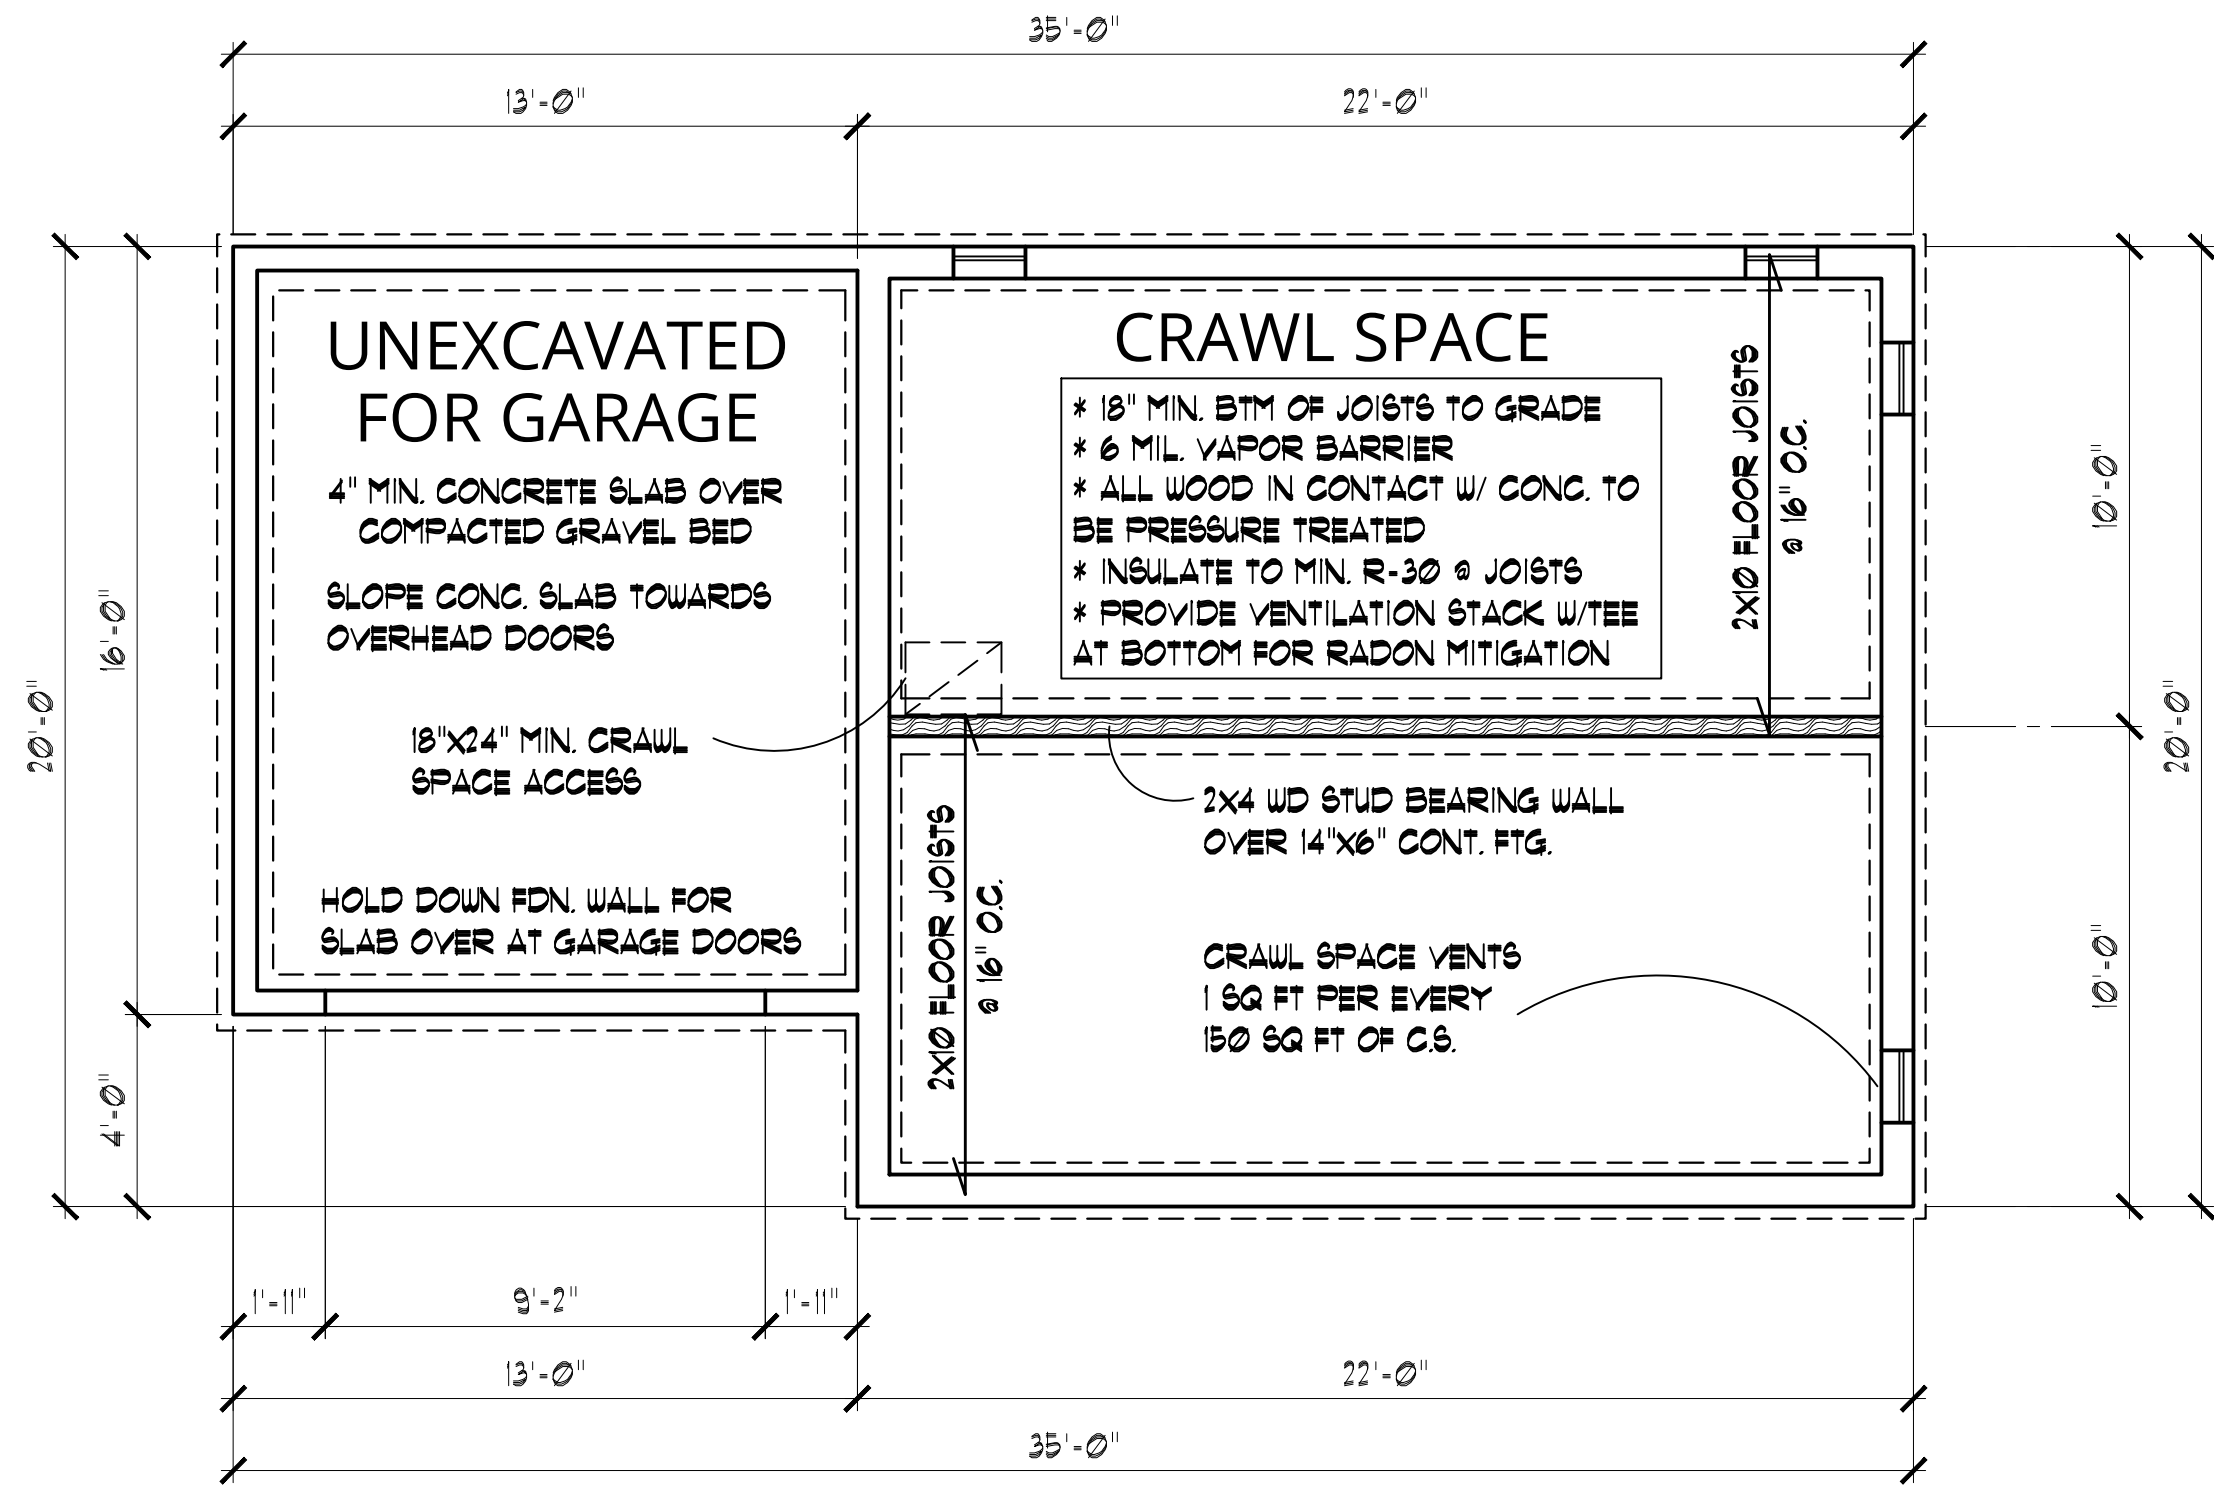 35'-0"
13'-0"
22'-0"
UNEXCAVATED
FOR GARAGE
4" MIN. CONCRETE SLAB OVER
COMPACTED GRAVEL BED
SLOPE CONC. SLAB TOWARDS
OVERHEAD DOORS
18"X24" MIN. CRAWL
SPACE ACCESS
HOLD DOWN FDN. WALL FOR
SLAB OVER AT GARAGE DOORS
CRAWL SPACE
* 18" MIN. BTM OF JOISTS TO GRADE
* 6 MIL. VAPOR BARRIER
* ALL WOOD IN CONTACT W/ CONC. TO
BE PRESSURE TREATED
* INSULATE TO MIN. R-30 @ JOISTS
* PROVIDE VENTILATION STACK W/TEE
AT BOTTOM FOR RADON MITIGATION
2X10 FLOOR JOISTS
@ 16" O.C.
2X4 WD STUD BEARING WALL
OVER 14"X6" CONT. FTG.
2X10 FLOOR JOISTS
@ 16" O.C.
CRAWL SPACE VENTS
1 SQ FT PER EVERY
150 SQ FT OF C.S.
20'-0"
16'-0"
4'-0"
10'-0"
10'-0"
20'-0"
1'-11"
9'-2"
1'-11"
13'-0"
22'-0"
35'-0"